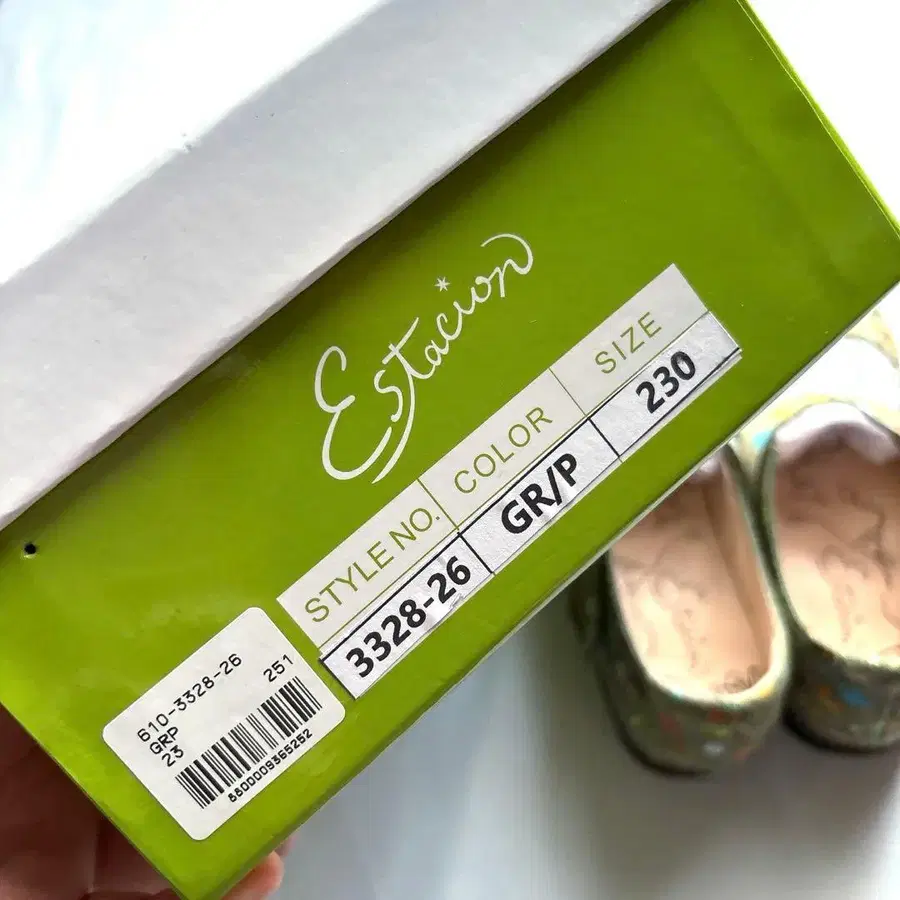 Estacion
STYLE NO. COLOR SIZE
3328-26 GR/P 230
610-3328-26 251
GRP
23
8800009365252